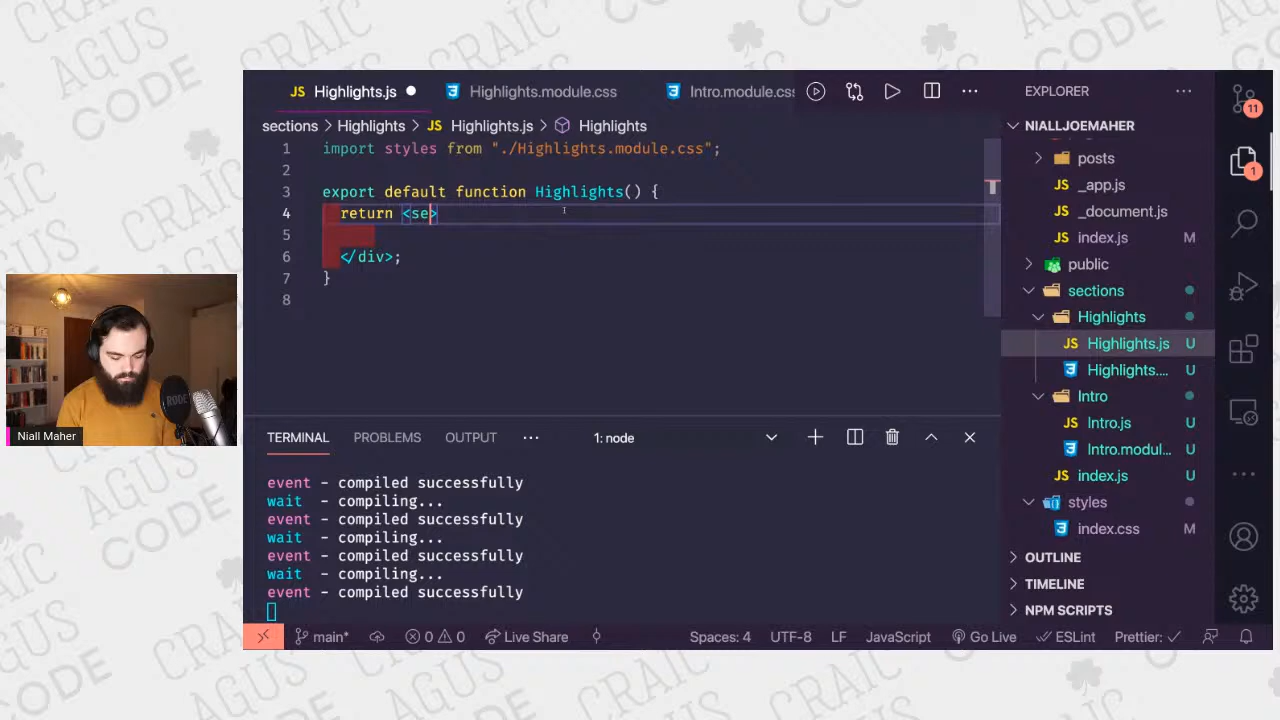 CRAIC
AGUS
CODE
JS Highlights.js
Highlights.module.css
Intro.module.css
EXPLORER
sections > Highlights > JS Highlights.js > Highlights
NIALLJOEMAHER
1 import styles from "./Highlights.module.css";
2
3 export default function Highlights() {
4 return <se>
5
6 </div>;
7 }
8
posts
JS _app.js
JS _document.js
JS index.js M
public
sections
Highlights
JS Highlights.js U
Highlights.... U
Intro
JS Intro.js U
Intro.modul... U
JS index.js U
styles
index.css M
OUTLINE
TIMELINE
NPM SCRIPTS
11
1
TERMINAL PROBLEMS OUTPUT ··· 1: node
event - compiled successfully
wait - compiling...
event - compiled successfully
wait - compiling...
event - compiled successfully
wait - compiling...
event - compiled successfully
main* 0 0 Live Share Spaces: 4 UTF-8 LF JavaScript Go Live ESLint Prettier: ✓
RODE
Niall Maher